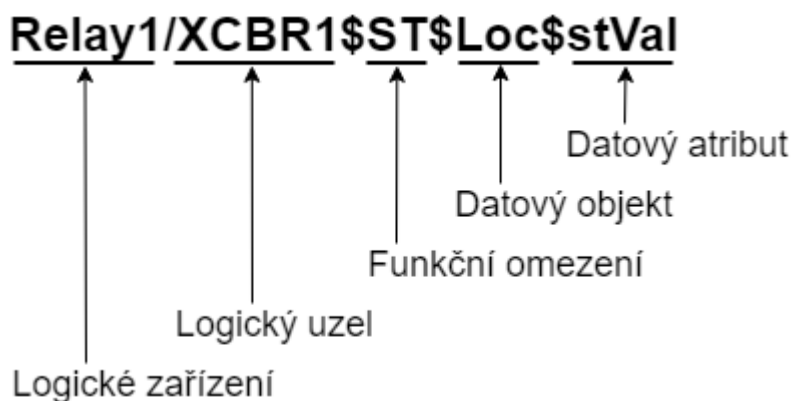 Relay1/XCBR1$ST$Loc$stVal
Datový atribut
Datový objekt
Funkční omezení
Logický uzel
Logické zařízení